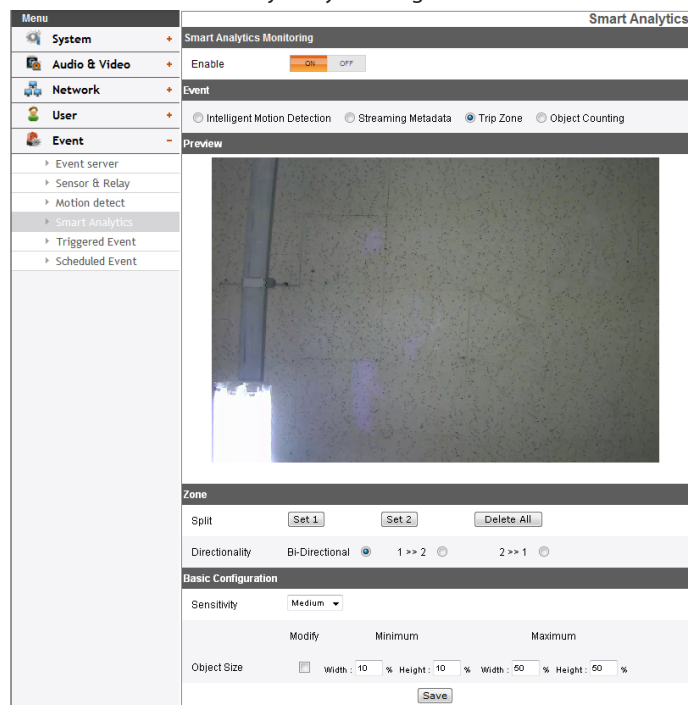 Menu
Smart Analytics
System +
Audio & Video +
Network +
User +
Event -
Event server
Sensor & Relay
Motion detect
Smart Analytics
Triggered Event
Scheduled Event
Smart Analytics Monitoring
Enable ON OFF
Event
Intelligent Motion Detection Streaming Metadata Trip Zone Object Counting
Preview
Zone
Split Set 1 Set 2 Delete All
Directionality Bi-Directional 1 >> 2 2 >> 1
Basic Configuration
Sensitivity Medium
Modify Minimum Maximum
Object Size Width : 10 % Height : 10 % Width : 50 % Height : 50 %
Save